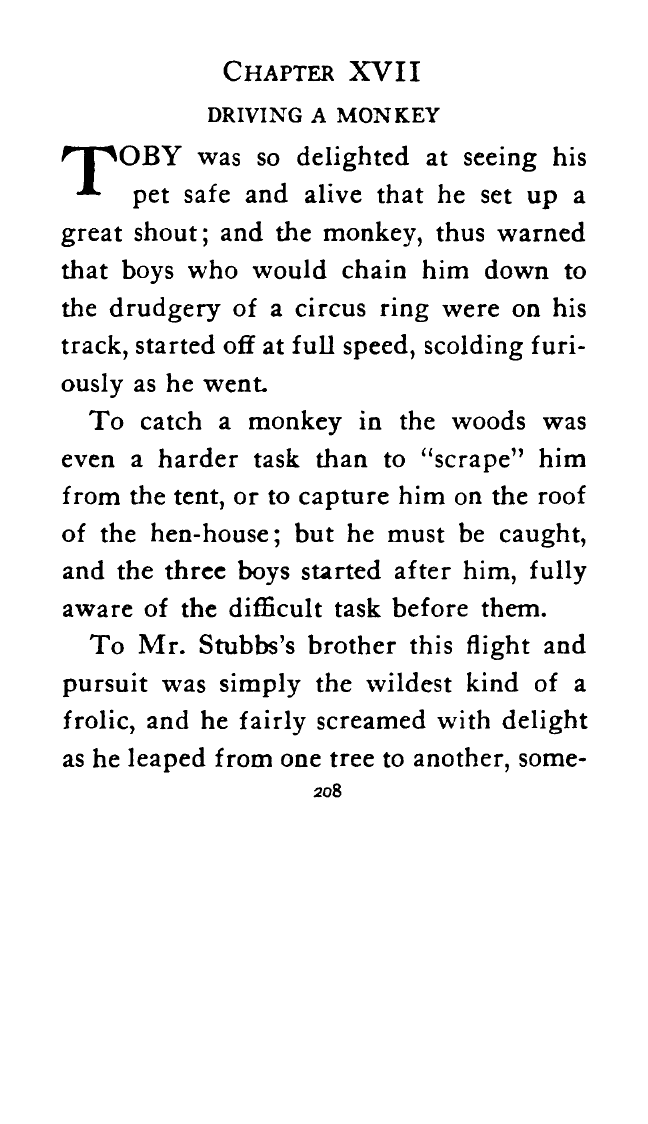 CHAPTER XVII
DRIVING A MONKEY
TOBY was so delighted at seeing his
pet safe and alive that he set up a
great shout; and the monkey, thus warned
that boys who would chain him down to
the drudgery of a circus ring were on his
track, started off at full speed, scolding furi-
ously as he went.
To catch a monkey in the woods was
even a harder task than to “scrape” him
from the tent, or to capture him on the roof
of the hen-house; but he must be caught,
and the three boys started after him, fully
aware of the difficult task before them.
To Mr. Stubbs's brother this flight and
pursuit was simply the wildest kind of a
frolic, and he fairly screamed with delight
as he leaped from one tree to another, some-
208